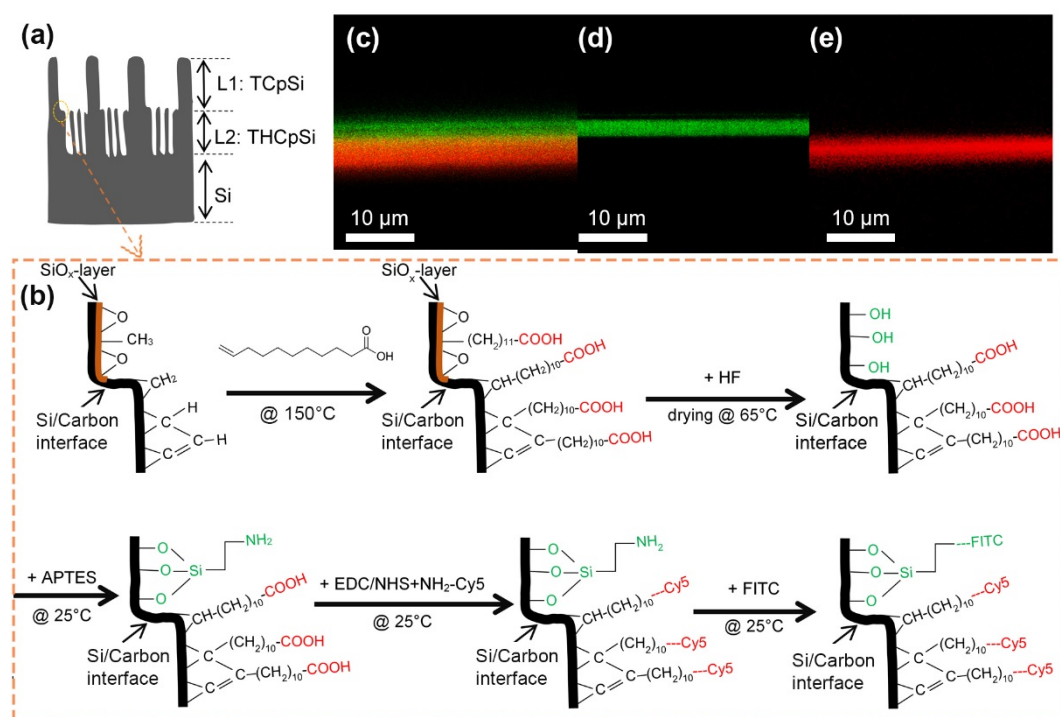 (a)
L1: TCpSi
L2: THCpSi
Si
(c)
(d)
(e)
10 µm
10 µm
10 µm
(b)
SiOₓ-layer
O
CH₃
O
CH₂
H
C
H
C
Si/Carbon
interface
O
OH
@ 150°C
SiOₓ-layer
O
(CH₂)₁₁-COOH
O
CH-(CH₂)₁₀-COOH
C
(CH₂)₁₀-COOH
C
(CH₂)₁₀-COOH
Si/Carbon
interface
+ HF
drying @ 65°C
OH
OH
OH
CH-(CH₂)₁₀-COOH
C
(CH₂)₁₀-COOH
C
(CH₂)₁₀-COOH
Si/Carbon
interface
+ APTES
@ 25°C
O
NH₂
O
Si
O
CH-(CH₂)₁₀-COOH
C
(CH₂)₁₀-COOH
C
(CH₂)₁₀-COOH
Si/Carbon
interface
+ EDC/NHS+NH₂-Cy5
@ 25°C
O
NH₂
O
Si
O
CH-(CH₂)₁₀---Cy5
C
(CH₂)₁₀---Cy5
C
(CH₂)₁₀---Cy5
Si/Carbon
interface
+ FITC
@ 25°C
O
---FITC
O
Si
O
CH-(CH₂)₁₀---Cy5
C
(CH₂)₁₀---Cy5
C
(CH₂)₁₀---Cy5
Si/Carbon
interface